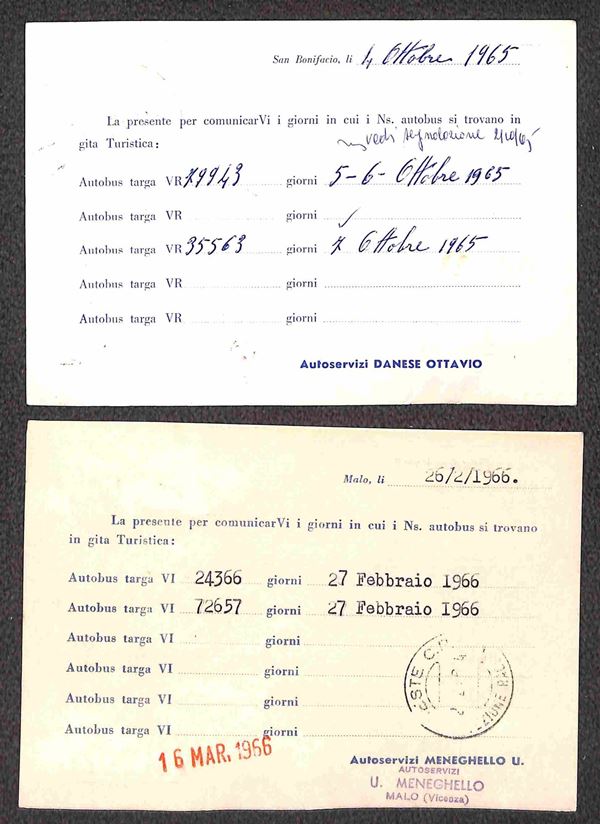 San Bonifacio, li 4 Ottobre 1965
La presente per comunicarVi i giorni in cui i Ns. autobus si trovano in
gita Turistica:
vedi segnalazione
Autobus targa VR 79943 giorni 5-6- Ottobre 1965
Autobus targa VR giorni
Autobus targa VR 35563 giorni 7 Ottobre 1965
Autobus targa VR giorni
Autobus targa VR giorni
Autoservizi DANESE OTTAVIO
Malo, li 26/2/1966.
La presente per comunicarVi i giorni in cui i Ns. autobus si trovano
in gita Turistica:
Autobus targa VI 24366 giorni 27 Febbraio 1966
Autobus targa VI 72657 giorni 27 Febbraio 1966
Autobus targa VI giorni
Autobus targa VI giorni
Autobus targa VI giorni
Autobus targa VI giorni
16 MAR. 1966
Autoservizi MENEGHELLO U.
AUTOSERVIZI
U. MENEGHELLO
MALO (Vicenza)